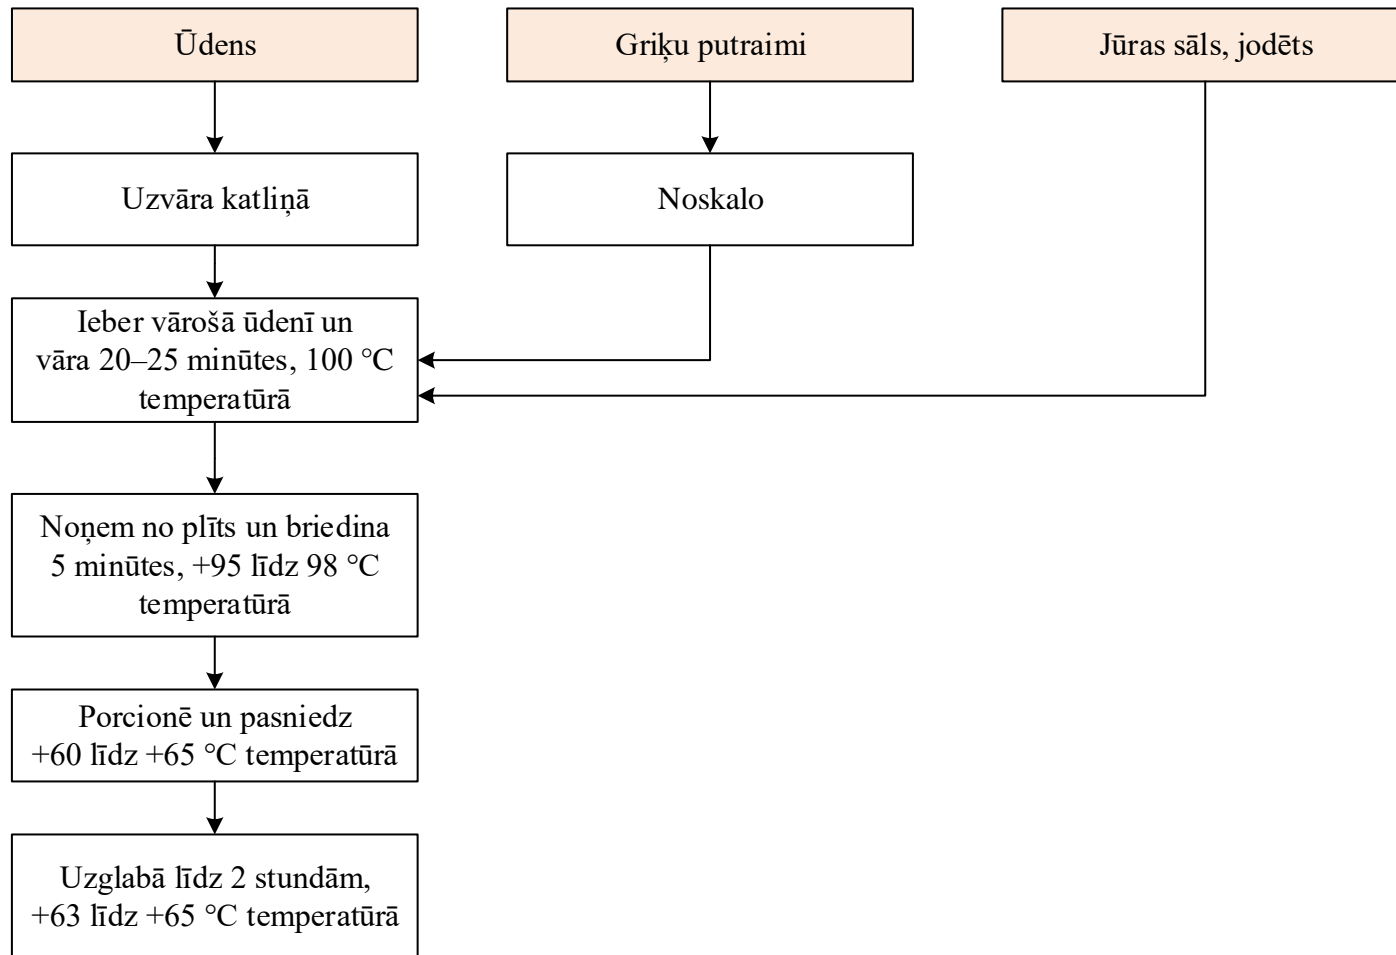 Ūdens
Griķu putraimi
Jūras sāls, jodēts
Uzvāra katliņā
Noskalo
Ieber vārošā ūdenī un
vāra 20–25 minūtes, 100 °C
temperatūrā
Noņem no plīts un briedina
5 minūtes, +95 līdz 98 °C
temperatūrā
Porcionē un pasniedz
+60 līdz +65 °C temperatūrā
Uzglabā līdz 2 stundām,
+63 līdz +65 °C temperatūrā